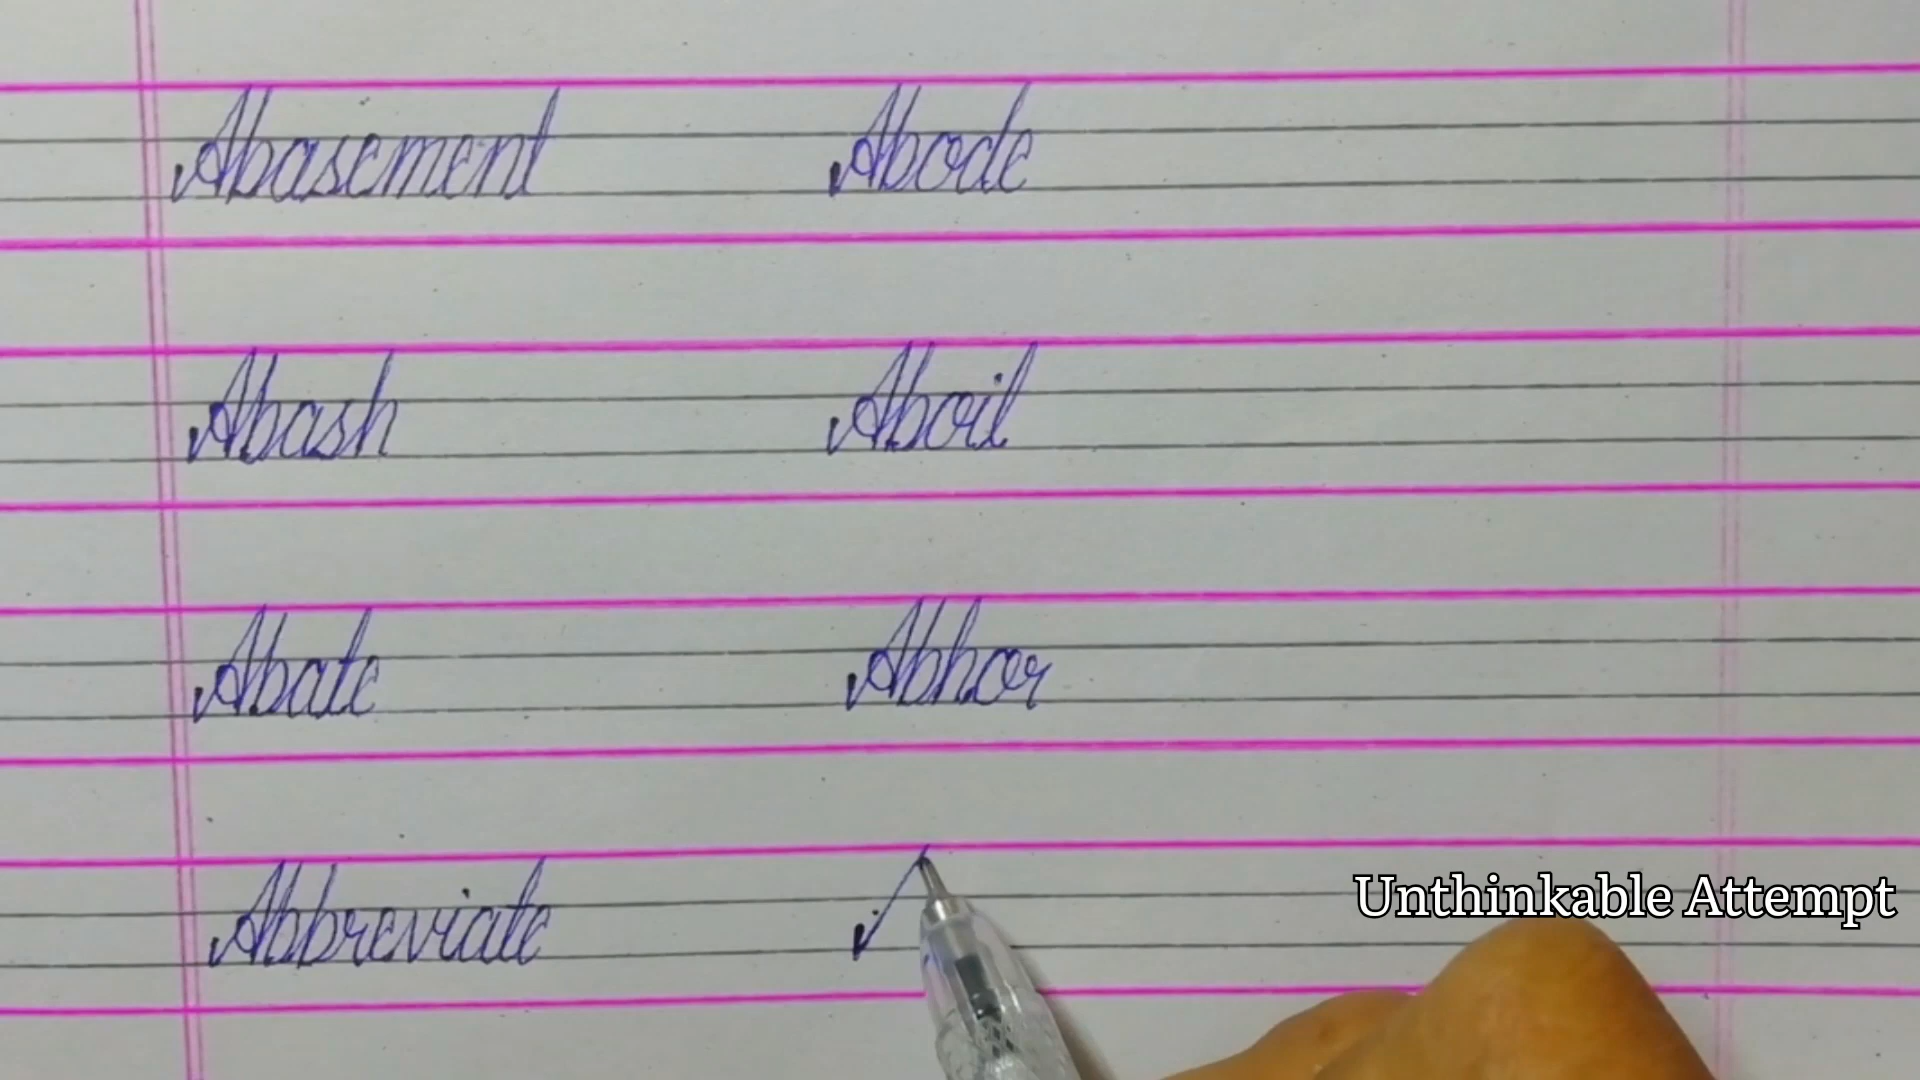 Abasement Abode
Abash Aboil
Abate Abhor
Abbreviate
Unthinkable Attempt